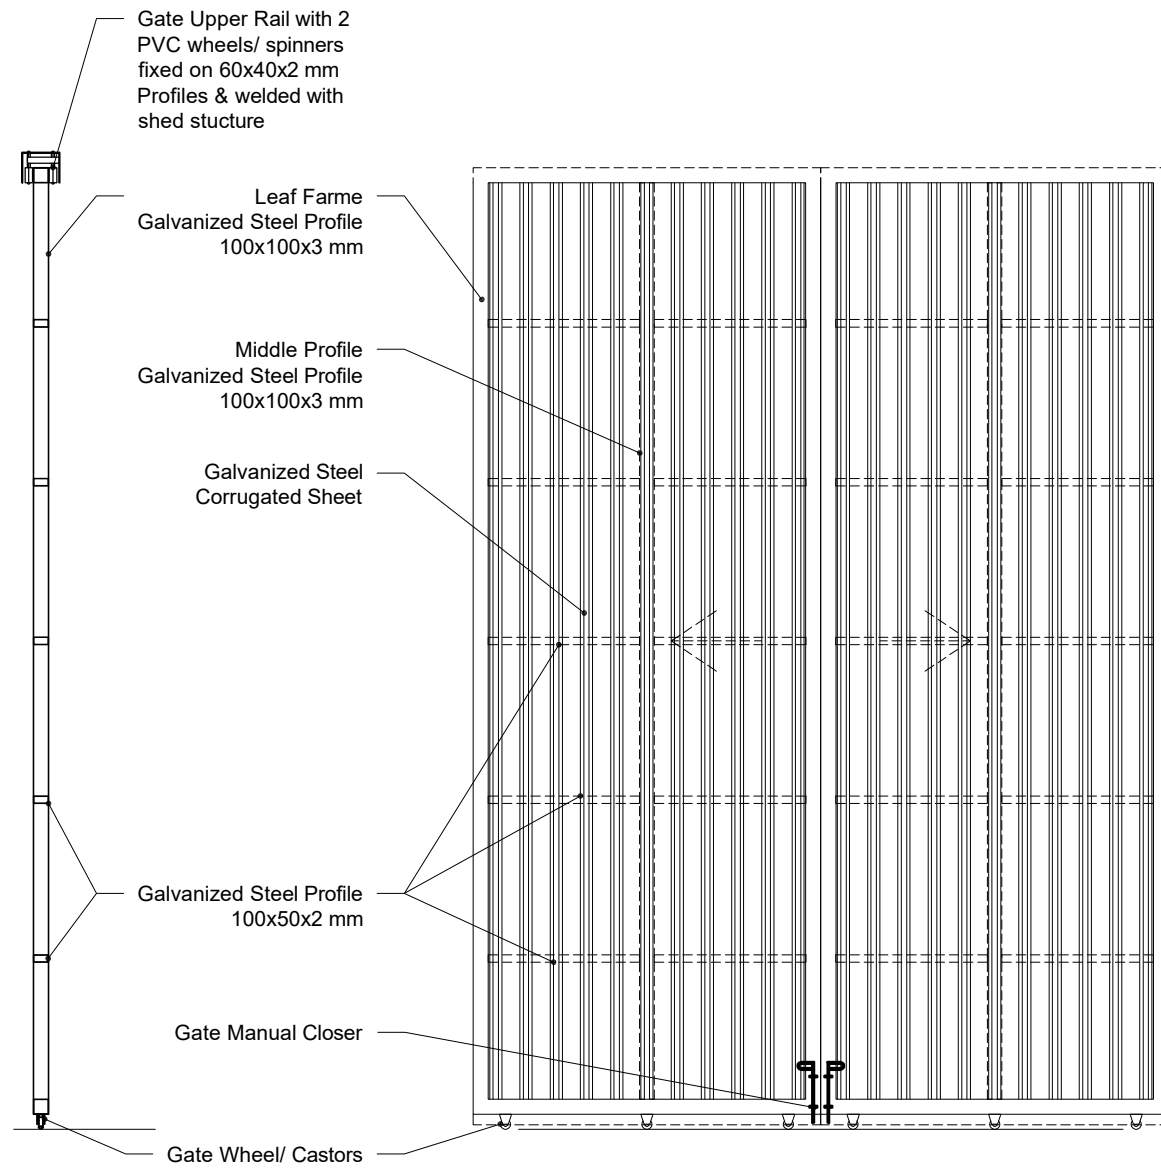 Gate Upper Rail with 2
PVC wheels/ spinners
fixed on 60x40x2 mm
Profiles & welded with
shed stucture
Leaf Farme
Galvanized Steel Profile
100x100x3 mm
Middle Profile
Galvanized Steel Profile
100x100x3 mm
Galvanized Steel
Corrugated Sheet
Galvanized Steel Profile
100x50x2 mm
Gate Manual Closer
Gate Wheel/ Castors